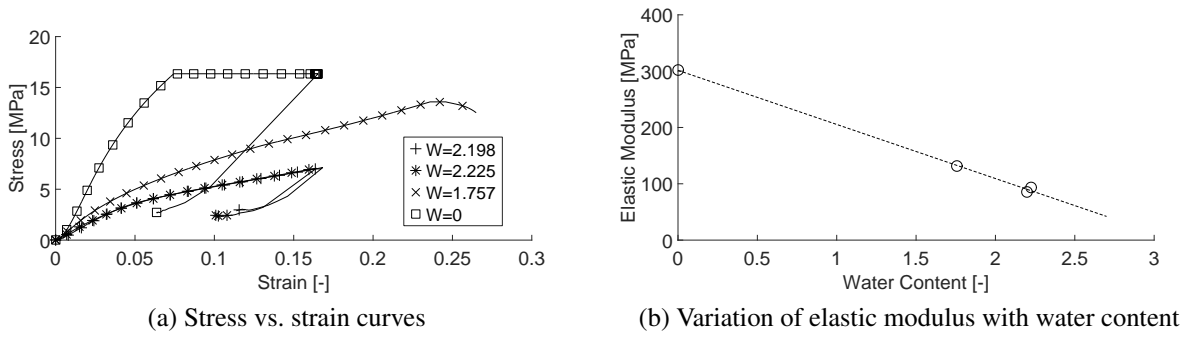 20
15
10
5
0
Stress [MPa]
0
0.05
0.1
0.15
0.2
0.25
0.3
Strain [-]
W=2.198
W=2.225
W=1.757
W=0
(a) Stress vs. strain curves
400
300
200
100
0
Elastic Modulus [MPa]
0
0.5
1
1.5
2
2.5
3
Water Content [-]
(b) Variation of elastic modulus with water content